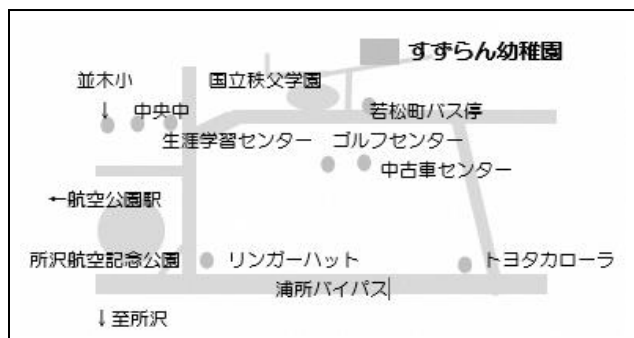 すずらん幼稚園
並木小
国立秩父学園
↓
中央中
若松町バス停
生涯学習センター
ゴルフセンター
中古車センター
←航空公園駅
所沢航空記念公園
リンガーハット
トヨタカローラ
浦所バイパス
↓至所沢